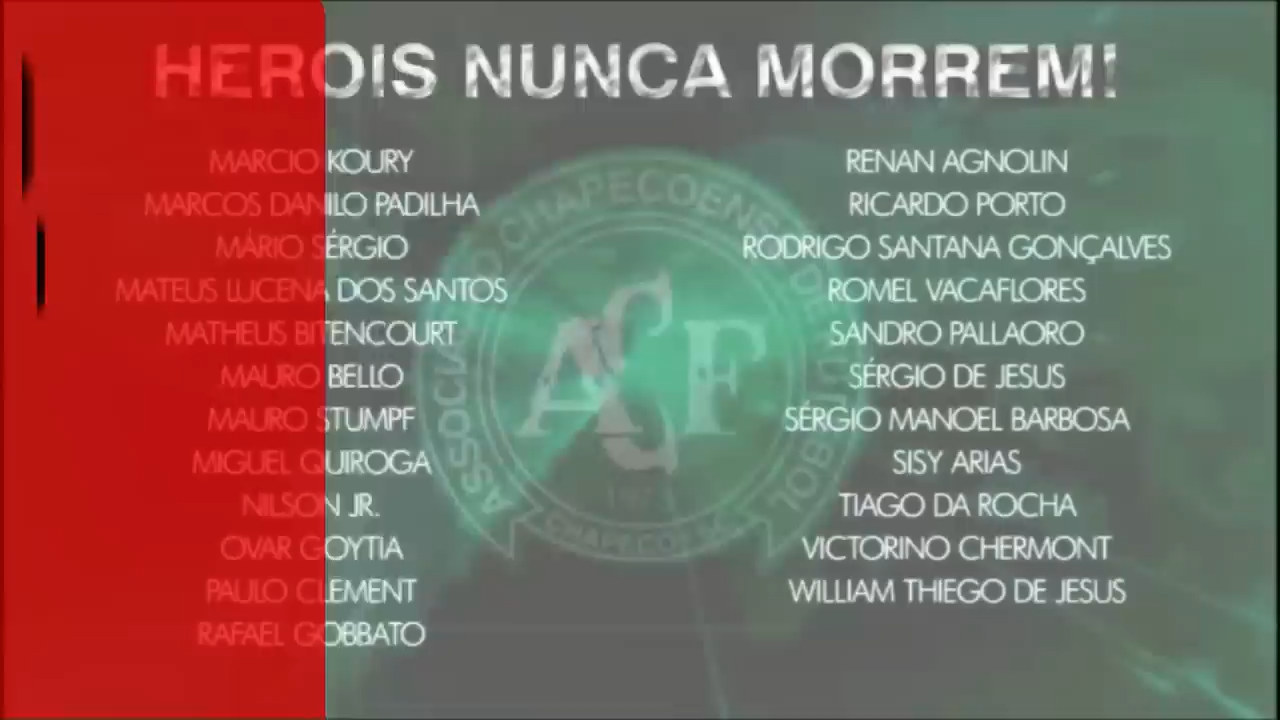 HEROIS NUNCA MORREM!
MARCIO KOURY
MARCOS DANILO PADILHA
MÁRIO SÉRGIO
MATEUS LUCENA DOS SANTOS
MATHEUS BITENCOURT
MAURO BELLO
MAURO STUMPF
MIGUEL QUIROGA
NILSON JR.
OVAR GOYTIA
PAULO CLEMENT
RAFAEL GOBBATO
RENAN AGNOLIN
RICARDO PORTO
RODRIGO SANTANA GONÇALVES
ROMEL VACAFLORES
SANDRO PALLAORO
SÉRGIO DE JESUS
SÉRGIO MANOEL BARBOSA
SISY ARIAS
TIAGO DA ROCHA
VICTORINO CHERMONT
WILLIAM THIEGO DE JESUS
CHAPECOENSE DE
ACF